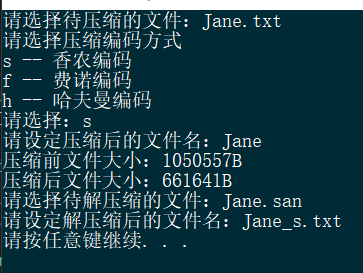 请选择待压缩的文件：Jane.txt
请选择压缩编码方式
s -- 香农编码
f -- 费诺编码
h -- 哈夫曼编码
请选择：s
请设定压缩后的文件名：Jane
压缩前文件大小：1050557B
压缩后文件大小：661641B
请选择待解压缩的文件：Jane.san
请设定解压缩后的文件名：Jane_s.txt
请按任意键继续. . .